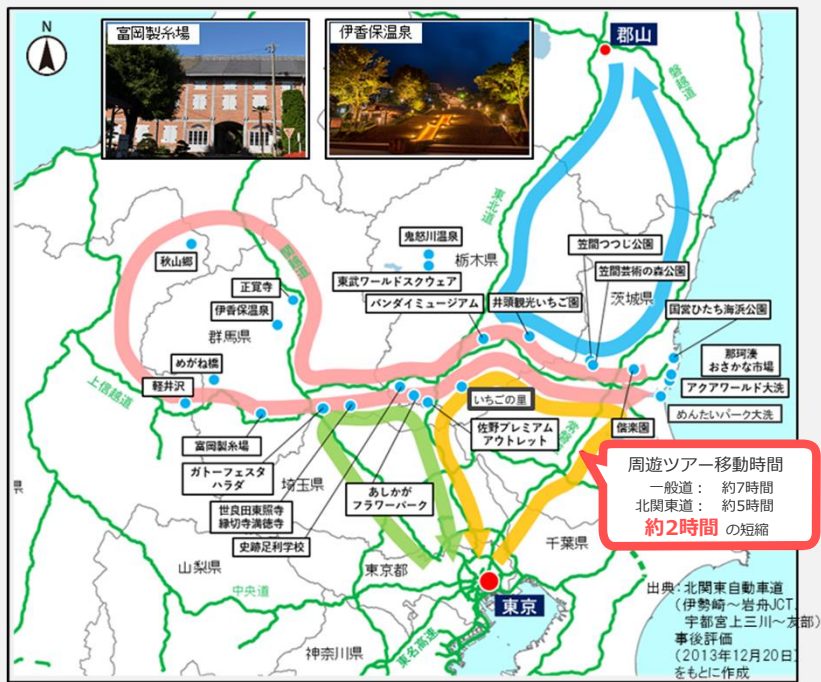 N
富岡製糸場
伊香保温泉
郡山
磐越道
東北道
鬼怒川温泉
栃木県
笠間つつじ公園
笠間芸術の森公園
秋山郷
関越道
東武ワールドスクウェア
茨城県
正覚寺
バンダイミュージアム
井頭観光いちご園
国営ひたち海浜公園
伊香保温泉
群馬県
那珂湊
おさかな市場
めがね橋
アクアワールド大洗
上信越道
軽井沢
いちごの里
めんたいパーク大洗
常磐道
偕楽園
富岡製糸場
佐野プレミアム
アウトレット
ガトーフェスタ
ハラダ
埼玉県
あしかが
フラワーパーク
世良田東照寺
縁切寺満徳寺
史跡足利学校
周遊ツアー移動時間
一般道： 約7時間
北関東道： 約5時間
約2時間 の短縮
県
千葉県
山梨県
東京都
中央道
東京
東名高速
神奈川県
出典：北関東自動車道
（伊勢崎～岩舟JCT、
宇都宮上三川～友部）
事後評価
（2013年12月20日）
をもとに作成